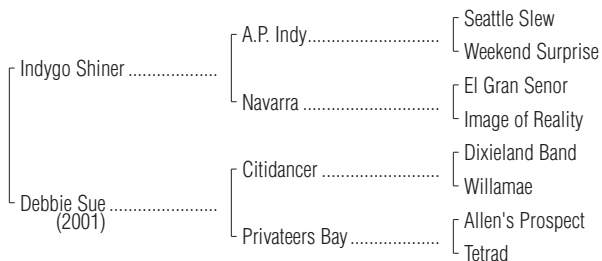 Seattle Slew
A.P. Indy..............................
Weekend Surprise
Indygo Shiner ....................
El Gran Senor
Navarra ...............................
Image of Reality
Dixieland Band
Citidancer ...........................
Willamae
Debbie Sue ........................
(2001)
Allen's Prospect
Privateers Bay ....................
Tetrad